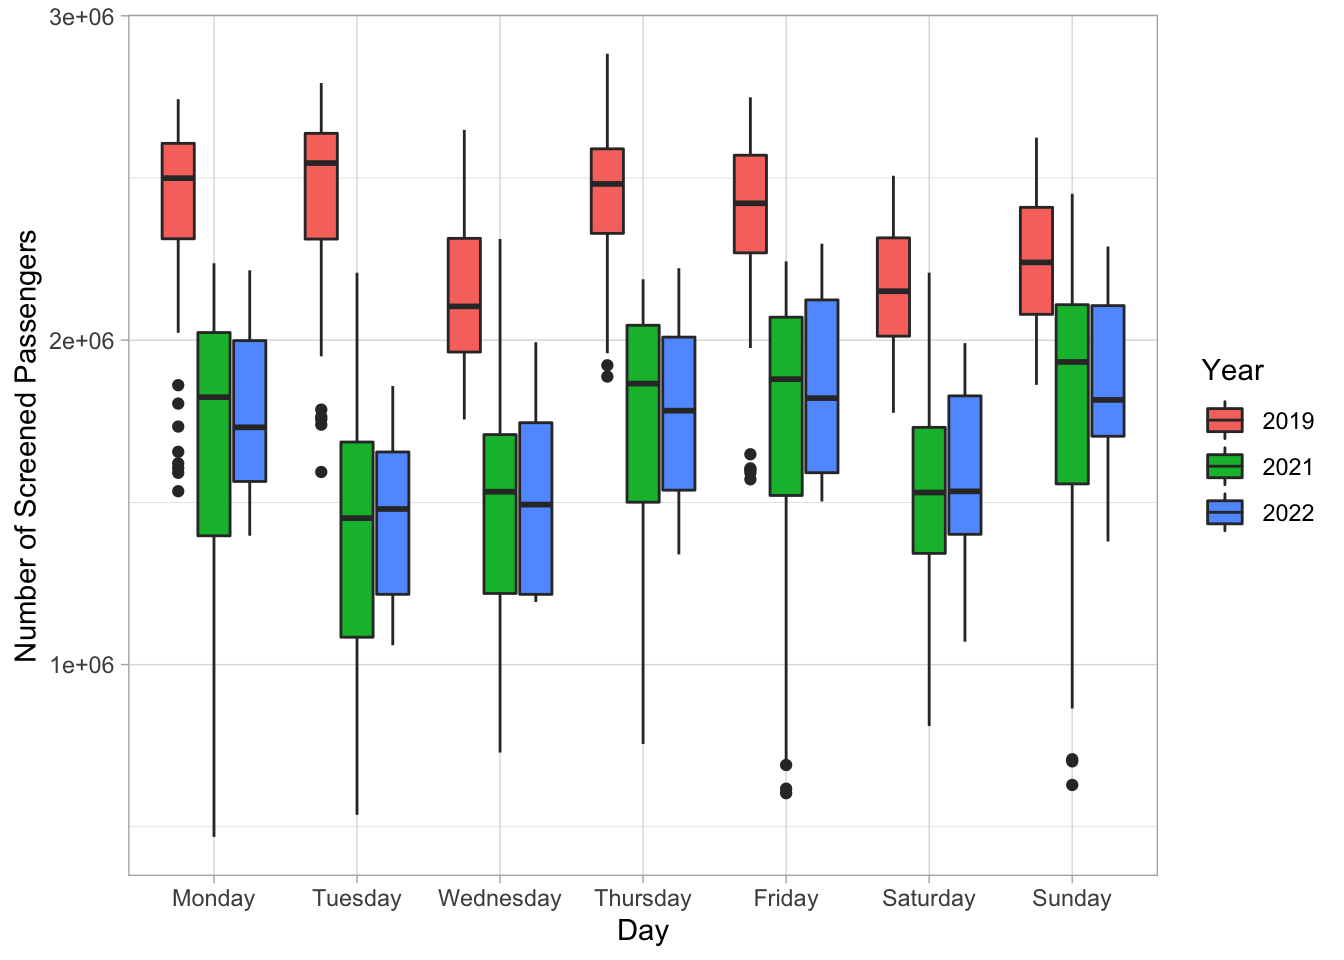 Number of Screened Passengers
3e+06
2e+06
1e+06
Monday Tuesday Wednesday Thursday Friday Saturday Sunday
Day
Year
2019
2021
2022